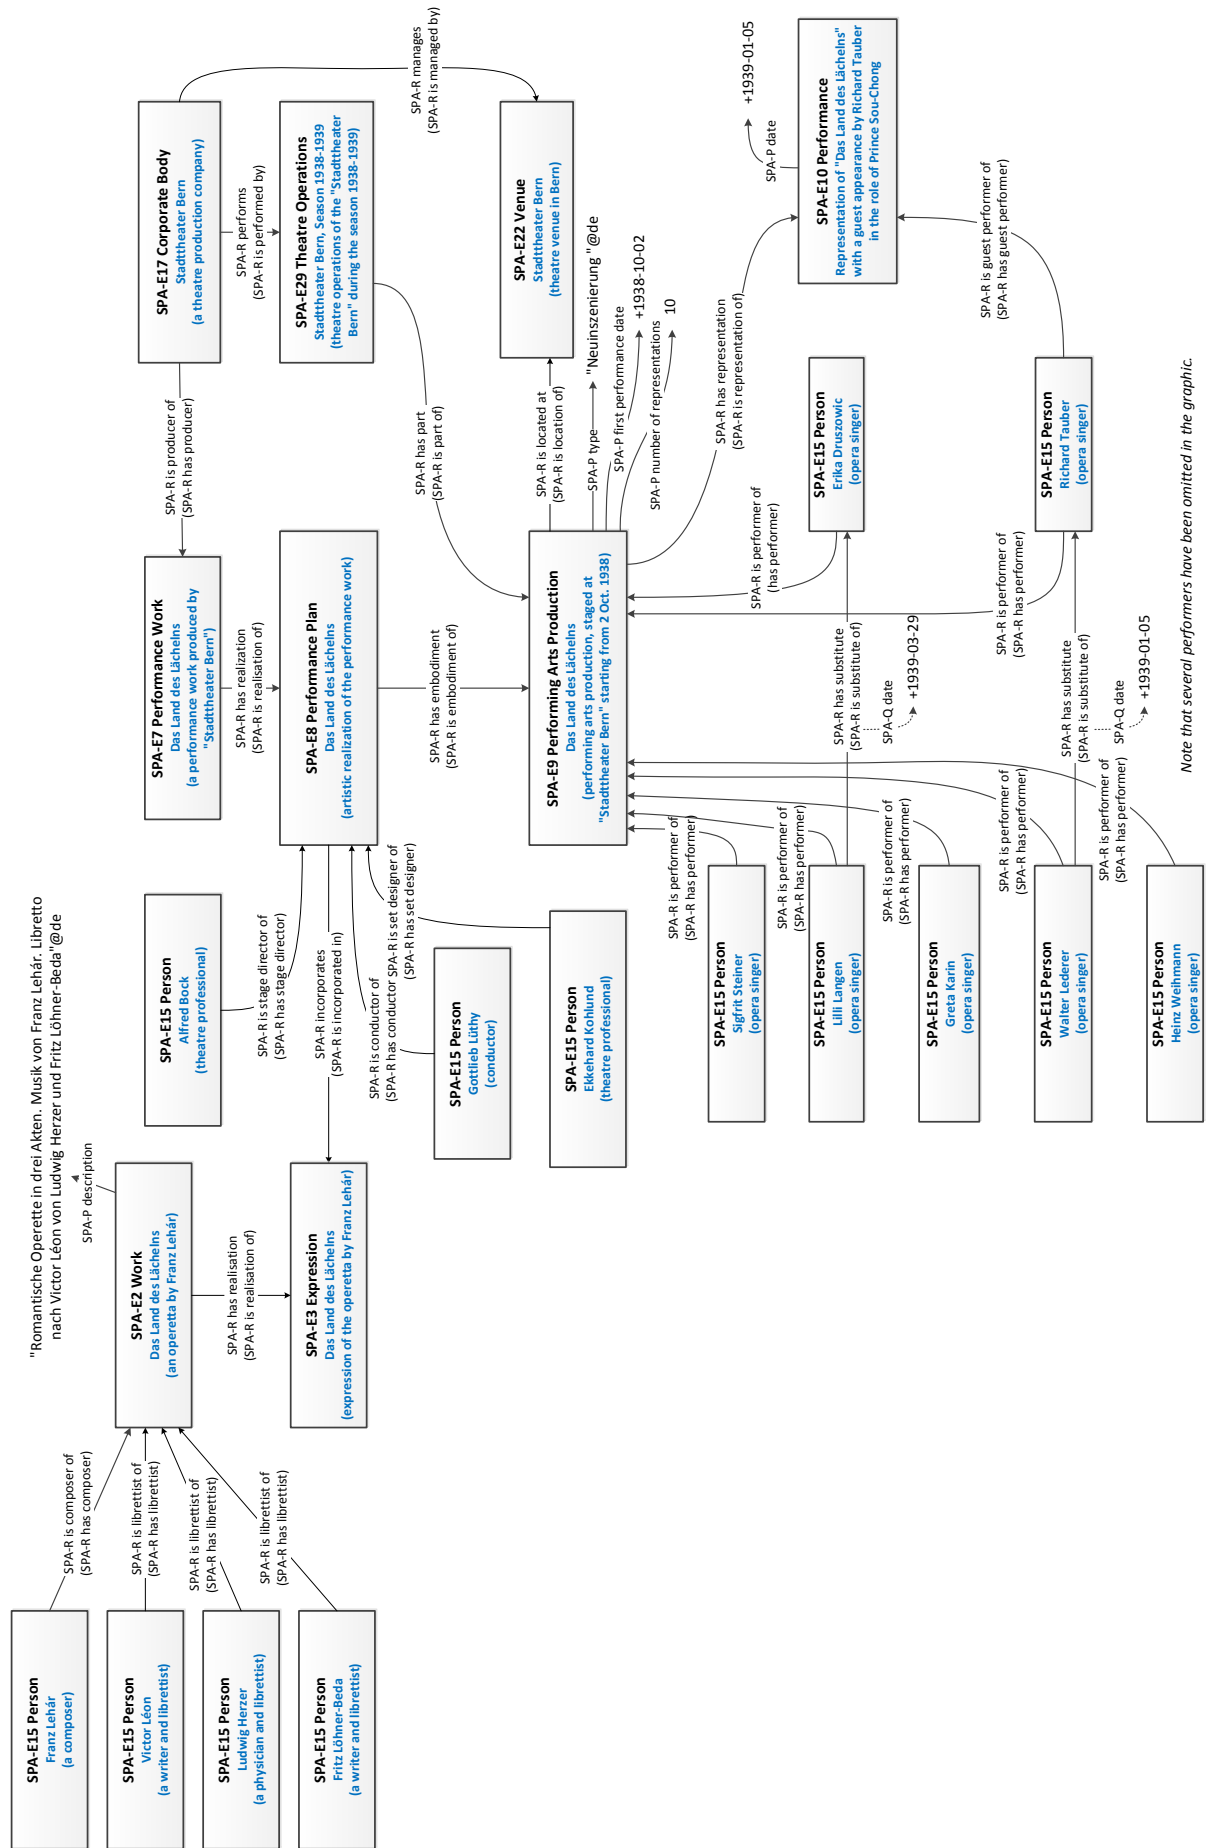 "Romantische Operette in drei Akten. Musik von Franz Lehár. Libretto
nach Victor Léon von Ludwig Herzer und Fritz Löhner-Beda"@de
SPA-P description
SPA-E15 Person
Franz Lehár
(a composer)
SPA-R is composer of
(SPA-R has composer)
SPA-E15 Person
Victor Léon
(a writer and librettist)
SPA-R is librettist of
(SPA-R has librettist)
SPA-E15 Person
Ludwig Herzer
(a physician and librettist)
SPA-R is librettist of
(SPA-R has librettist)
SPA-E15 Person
Fritz Löhner-Beda
(a writer and librettist)
SPA-R is librettist of
(SPA-R has librettist)
SPA-E2 Work
Das Land des Lächelns
(an operetta by Franz Lehár)
SPA-R has realisation
(SPA-R is realisation of)
SPA-E3 Expression
Das Land des Lächelns
(expression of the operetta by Franz Lehár)
SPA-E15 Person
Alfred Bock
(theatre professional)
SPA-R is stage director of
(SPA-R has stage director)
SPA-R incorporates
(SPA-R is incorporated in)
SPA-E15 Person
Gottlieb Lüthy
(conductor)
SPA-R is conductor of
(SPA-R has conductor
SPA-E15 Person
Ekkehard Kohlund
(theatre professional)
SPA-R is set designer of
(SPA-R has set designer)
SPA-E7 Performance Work
Das Land des Lächelns
(a performance work produced by
"Stadttheater Bern")
SPA-R has realization
(SPA-R is realisation of)
SPA-E8 Performance Plan
Das Land des Lächelns
(artistic realization of the performance work)
SPA-R has embodiment
(SPA-R is embodiment of)
SPA-E9 Performing Arts Production
Das Land des Lächelns
(performing arts production, staged at
"Stadttheater Bern" starting from 2 Oct. 1938)
SPA-E17 Corporate Body
Stadttheater Bern
(a theatre production company)
SPA-R is producer of
(SPA-R has producer)
SPA-R performs
(SPA-R is performed by)
SPA-R manages
(SPA-R is managed by)
SPA-E29 Theatre Operations
Stadttheater Bern, Season 1938-1939
(theatre operations of the "Stadttheater
Bern" during the season 1938-1939)
SPA-R has part
(SPA-R is part of)
SPA-E22 Venue
Stadttheater Bern
(theatre venue in Bern)
SPA-R is located at
(SPA-R is location of)
SPA-P type
"Neuinszenierung "@de
SPA-P first performance date
+1938-10-02
SPA-P number of representations
10
SPA-R has representation
(SPA-R is representation of)
SPA-E10 Performance
Representation of "Das Land des Lächelns"
with a guest appearance by Richard Tauber
in the role of Prince Sou-Chong
SPA-P date
+1939-01-05
SPA-R is guest performer of
(SPA-R has guest performer)
SPA-E15 Person
Erika Druszowic
(opera singer)
SPA-R is performer of
(has performer)
SPA-E15 Person
Richard Tauber
(opera singer)
SPA-R is performer of
(SPA-R has performer)
SPA-E15 Person
Sigfrit Steiner
(opera singer)
SPA-R is performer of
(SPA-R has performer)
SPA-E15 Person
Lilli Langen
(opera singer)
SPA-R is performer of
(SPA-R has performer)
SPA-R has substitute
(SPA-R is substitute of)
SPA-Q date
+1939-03-29
SPA-E15 Person
Greta Karin
(opera singer)
SPA-R is performer of
(SPA-R has performer)
SPA-E15 Person
Walter Lederer
(opera singer)
SPA-R is performer of
(SPA-R has performer)
SPA-R has substitute
(SPA-R is substitute of)
SPA-Q date
+1939-01-05
SPA-E15 Person
Heinz Weihmann
(opera singer)
SPA-R is performer of
(SPA-R has performer)
Note that several performers have been omitted in the graphic.